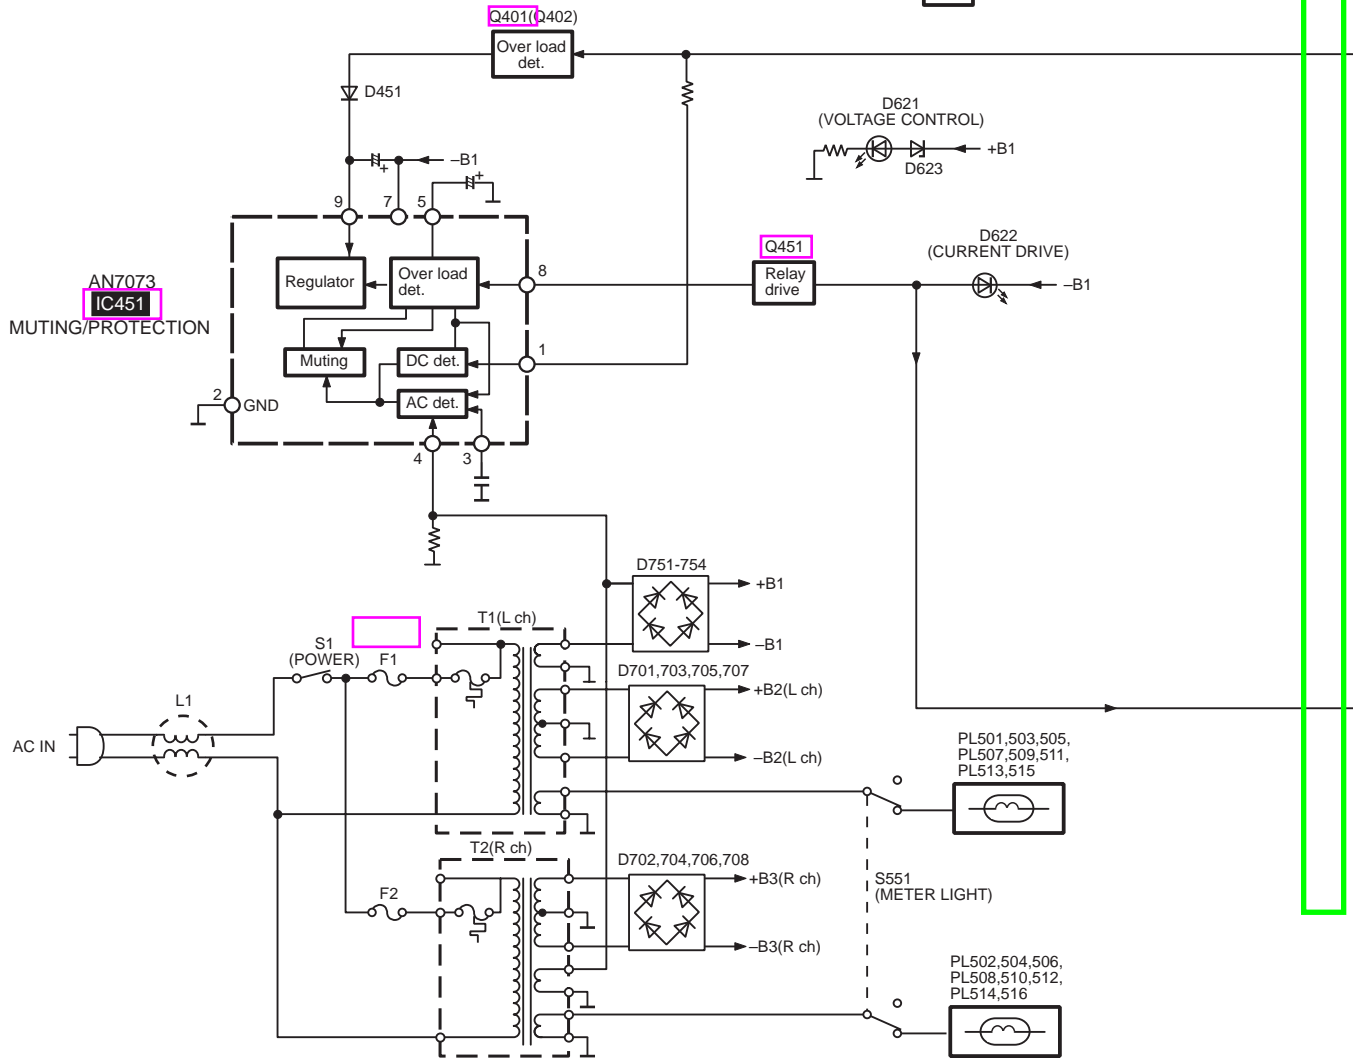 Q401(Q402)
Over load
det.
D451
D621
(VOLTAGE CONTROL)
+B1
D623
–B1
+
+
9
7
5
Q451
D622
(CURRENT DRIVE)
AN7073
IC451
MUTING/PROTECTION
Regulator
Over load
det.
8
Relay
drive
–B1
Muting
DC det.
1
2
GND
AC det.
4
3
D751-754
+B1
T1(L ch)
S1
(POWER)
F1
–B1
D701,703,705,707
+B2(L ch)
L1
AC IN
–B2(L ch)
PL501,503,505,
PL507,509,511,
PL513,515
T2(R ch)
D702,704,706,708
+B3(R ch)
S551
(METER LIGHT)
F2
–B3(R ch)
PL502,504,506,
PL508,510,512,
PL514,516